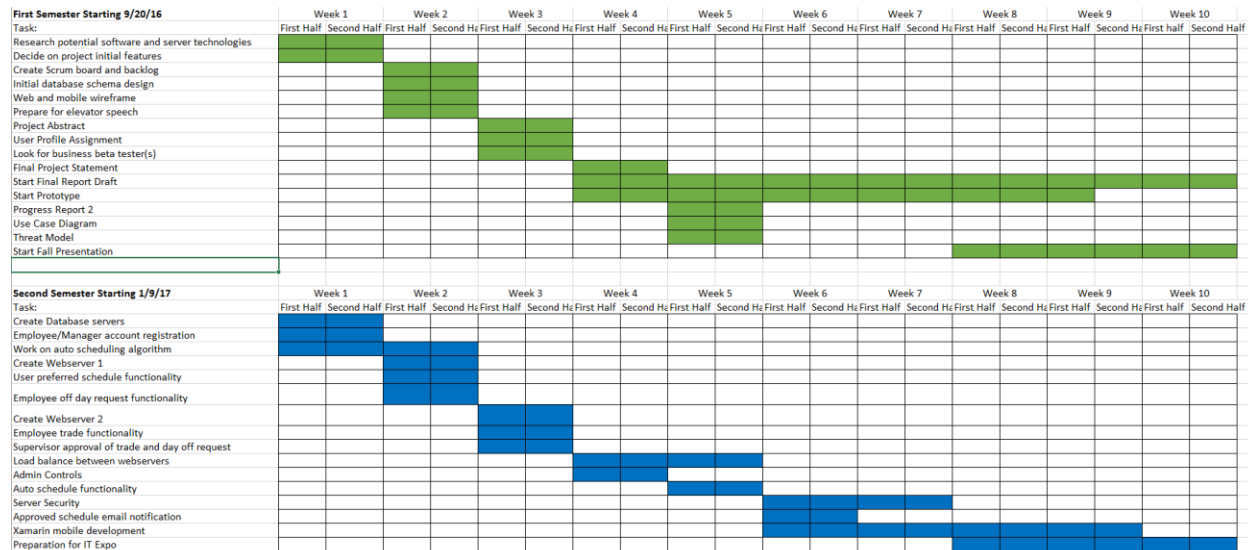 First Semester Starting 9/20/16 Week 1 Week 2 Week 3 Week 4 Week 5 Week 6 Week 7 Week 8 Week 9 Week 10
Task: First Half Second Half First Half Second Ha First Half Second Ha First Half Second Ha First Half Second Ha First Half Second Ha First Half Second Ha First Half Second Ha First Half Second Ha First Half Second Half
Research potential software and server technologies
Decide on project initial features
Create Scrum board and backlog
Initial database schema design
Web and mobile wireframe
Prepare for elevator speech
Project Abstract
User Profile Assignment
Look for business beta tester(s)
Final Project Statement
Start Final Report Draft
Start Prototype
Progress Report 2
Use Case Diagram
Threat Model
Start Fall Presentation
Second Semester Starting 1/9/17 Week 1 Week 2 Week 3 Week 4 Week 5 Week 6 Week 7 Week 8 Week 9 Week 10
Task: First Half Second Half First Half Second Ha First Half Second Ha First Half Second Ha First Half Second Ha First Half Second Ha First Half Second Ha First Half Second Ha First Half Second Ha First Half Second Half
Create Database servers
Employee/Manager account registration
Work on auto scheduling algorithm
Create Webserver 1
User preferred schedule functionality
Employee off day request functionality
Create Webserver 2
Employee trade functionality
Supervisor approval of trade and day off request
Load balance between webservers
Admin Controls
Auto schedule functionality
Server Security
Approved schedule email notification
Xamarin mobile development
Preparation for IT Expo